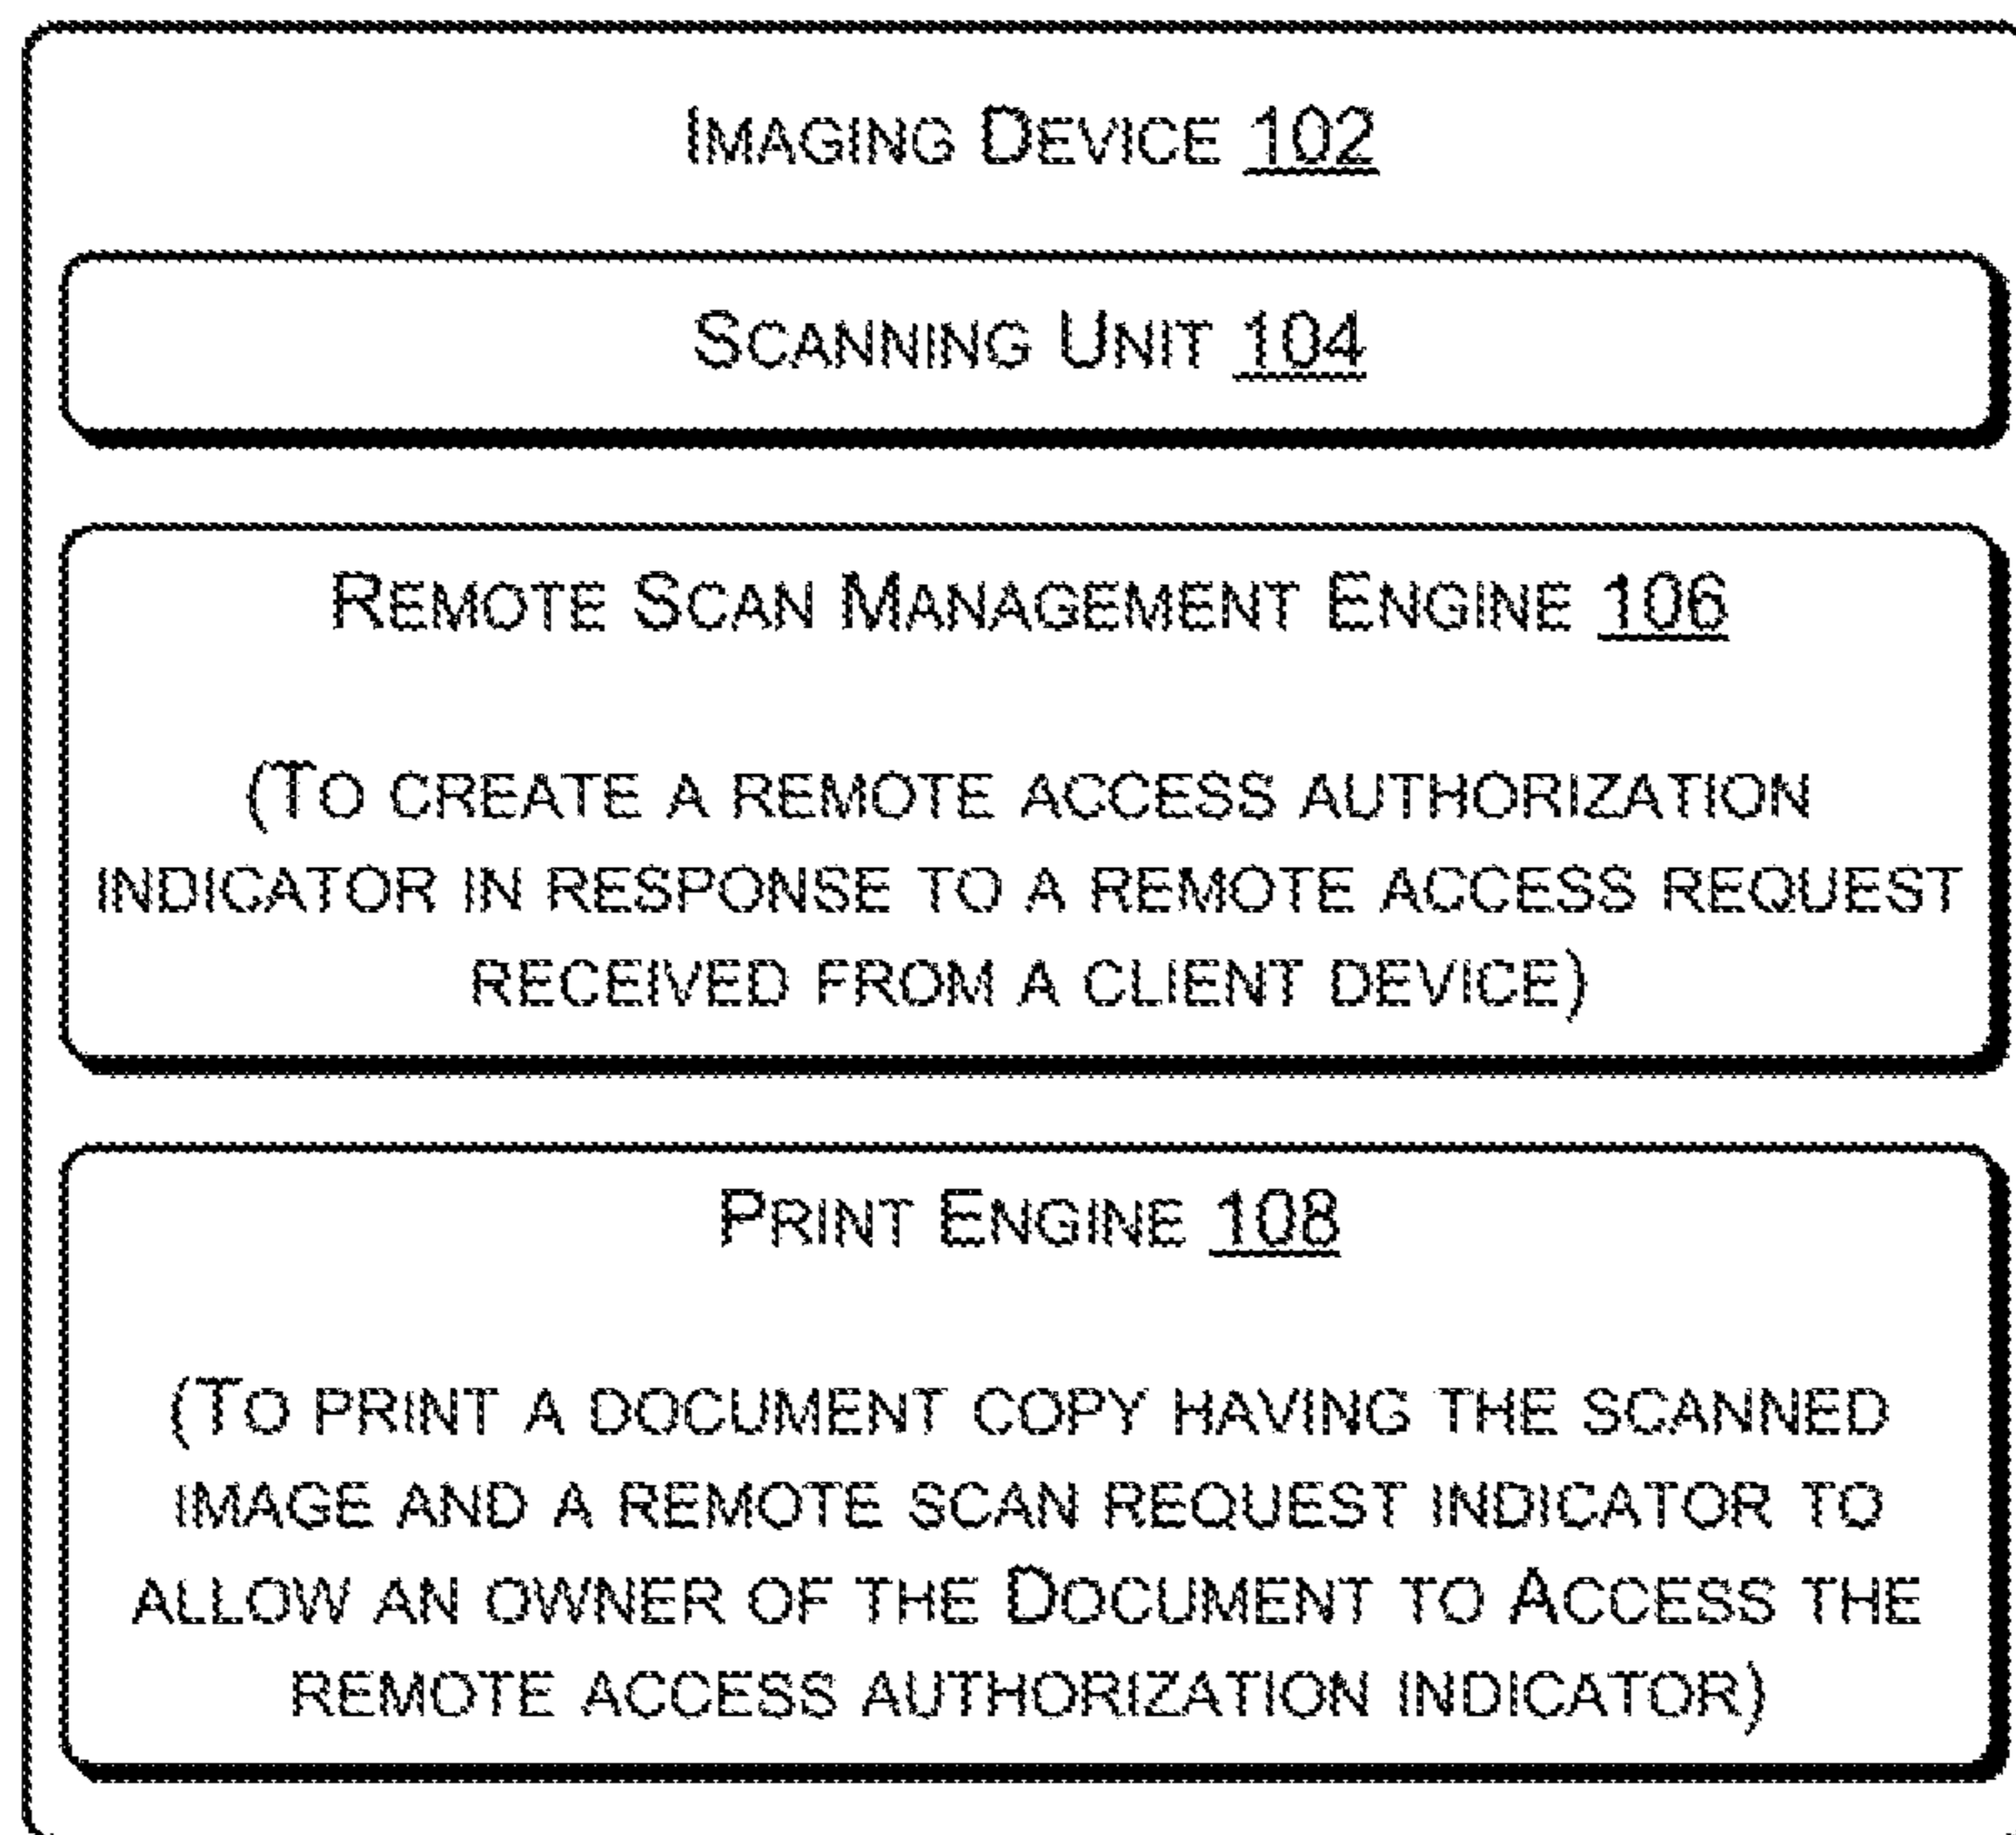 IMAGING DEVICE 102
SCANNING UNIT 104
REMOTE SCAN MANAGEMENT ENGINE 106
(TO CREATE A REMOTE ACCESS AUTHORIZATION
INDICATOR IN RESPONSE TO A REMOTE ACCESS REQUEST
RECEIVED FROM A CLIENT DEVICE)
PRINT ENGINE 108
(TO PRINT A DOCUMENT COPY HAVING THE SCANNED
IMAGE AND A REMOTE SCAN REQUEST INDICATOR TO
ALLOW AN OWNER OF THE DOCUMENT TO ACCESS THE
REMOTE ACCESS AUTHORIZATION INDICATOR)